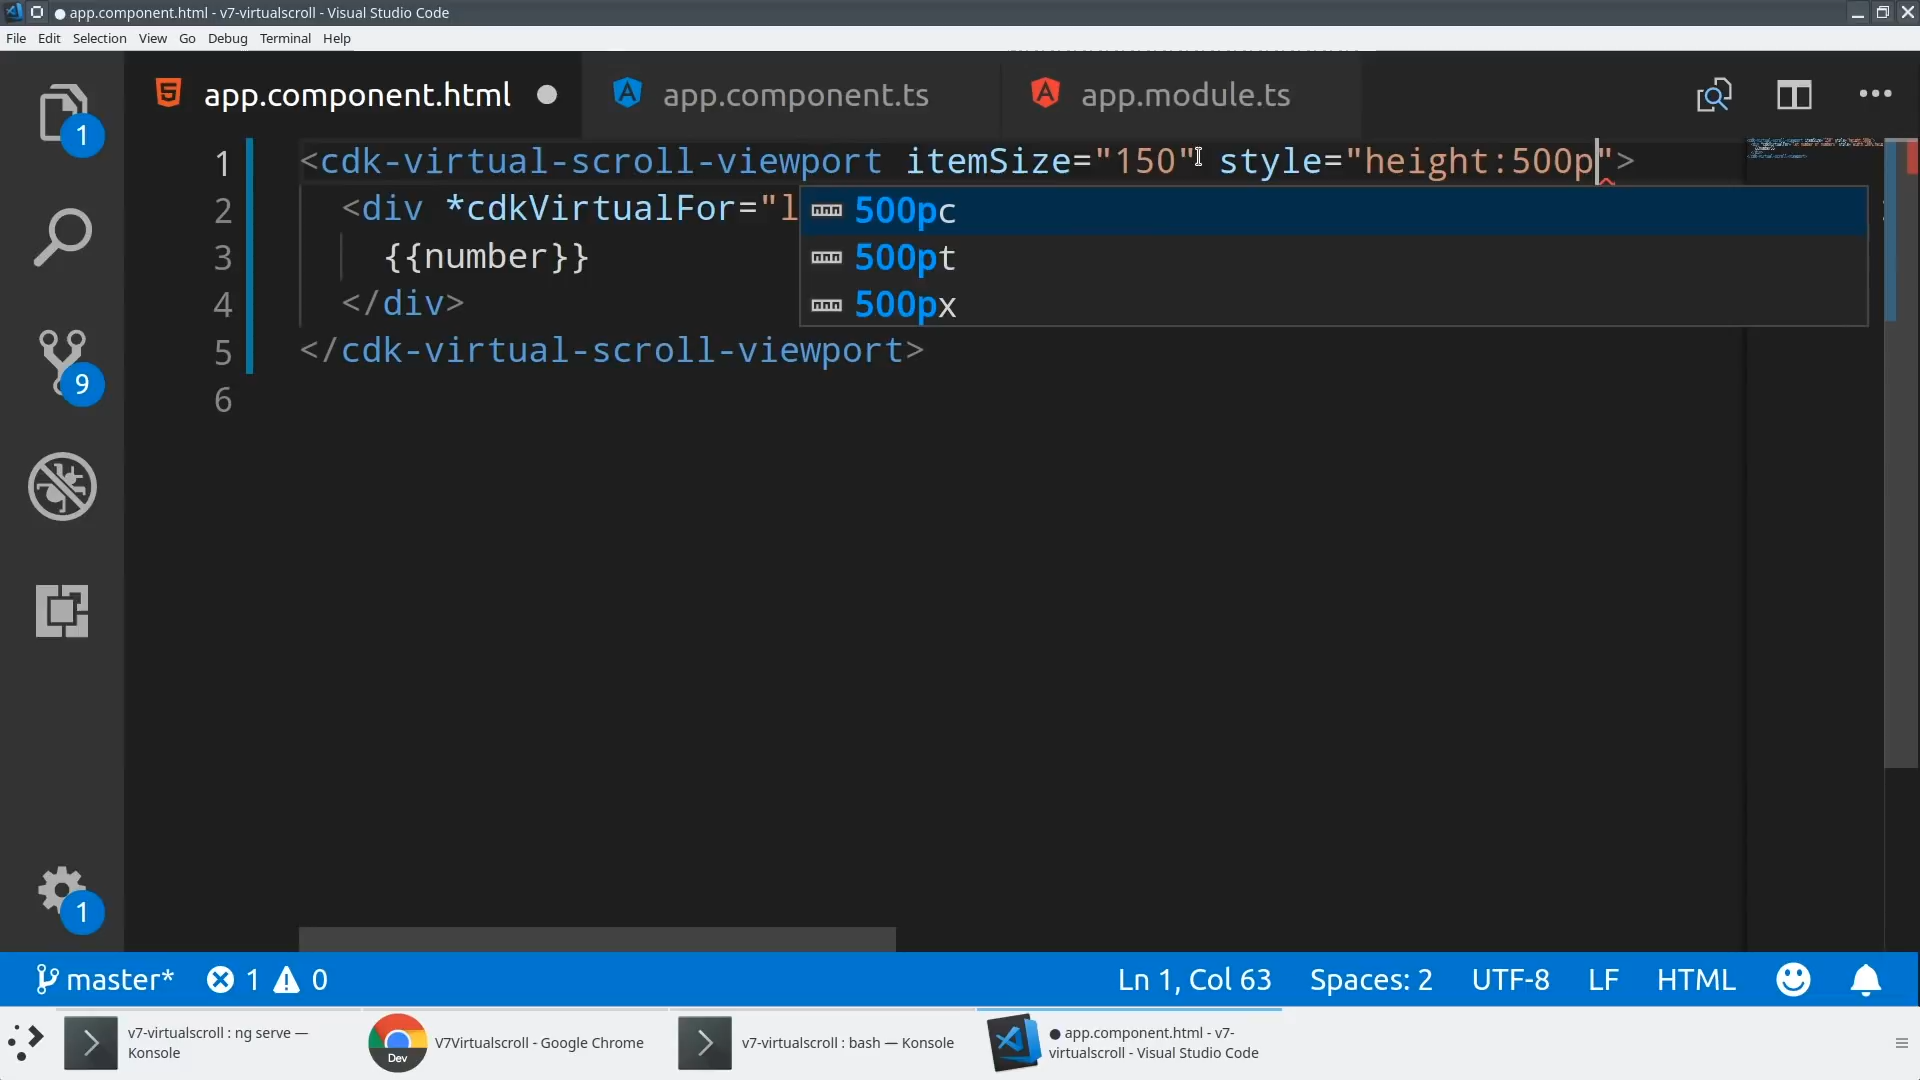 ● app.component.html - v7-virtualscroll - Visual Studio Code
File Edit Selection View Go Debug Terminal Help
app.component.html ● app.component.ts app.module.ts
1
1 <cdk-virtual-scroll-viewport itemSize="150" style="height:500p">
2 <div *cdkVirtualFor="l
500pc
3 {{number}}
500pt
4 </div>
500px
5 </cdk-virtual-scroll-viewport>
9
6
1
master* 1 0 Ln 1, Col 63 Spaces: 2 UTF-8 LF HTML
v7-virtualscroll : ng serve —
Konsole
Dev
V7Virtualscroll - Google Chrome
v7-virtualscroll : bash — Konsole
● app.component.html - v7-
virtualscroll - Visual Studio Code